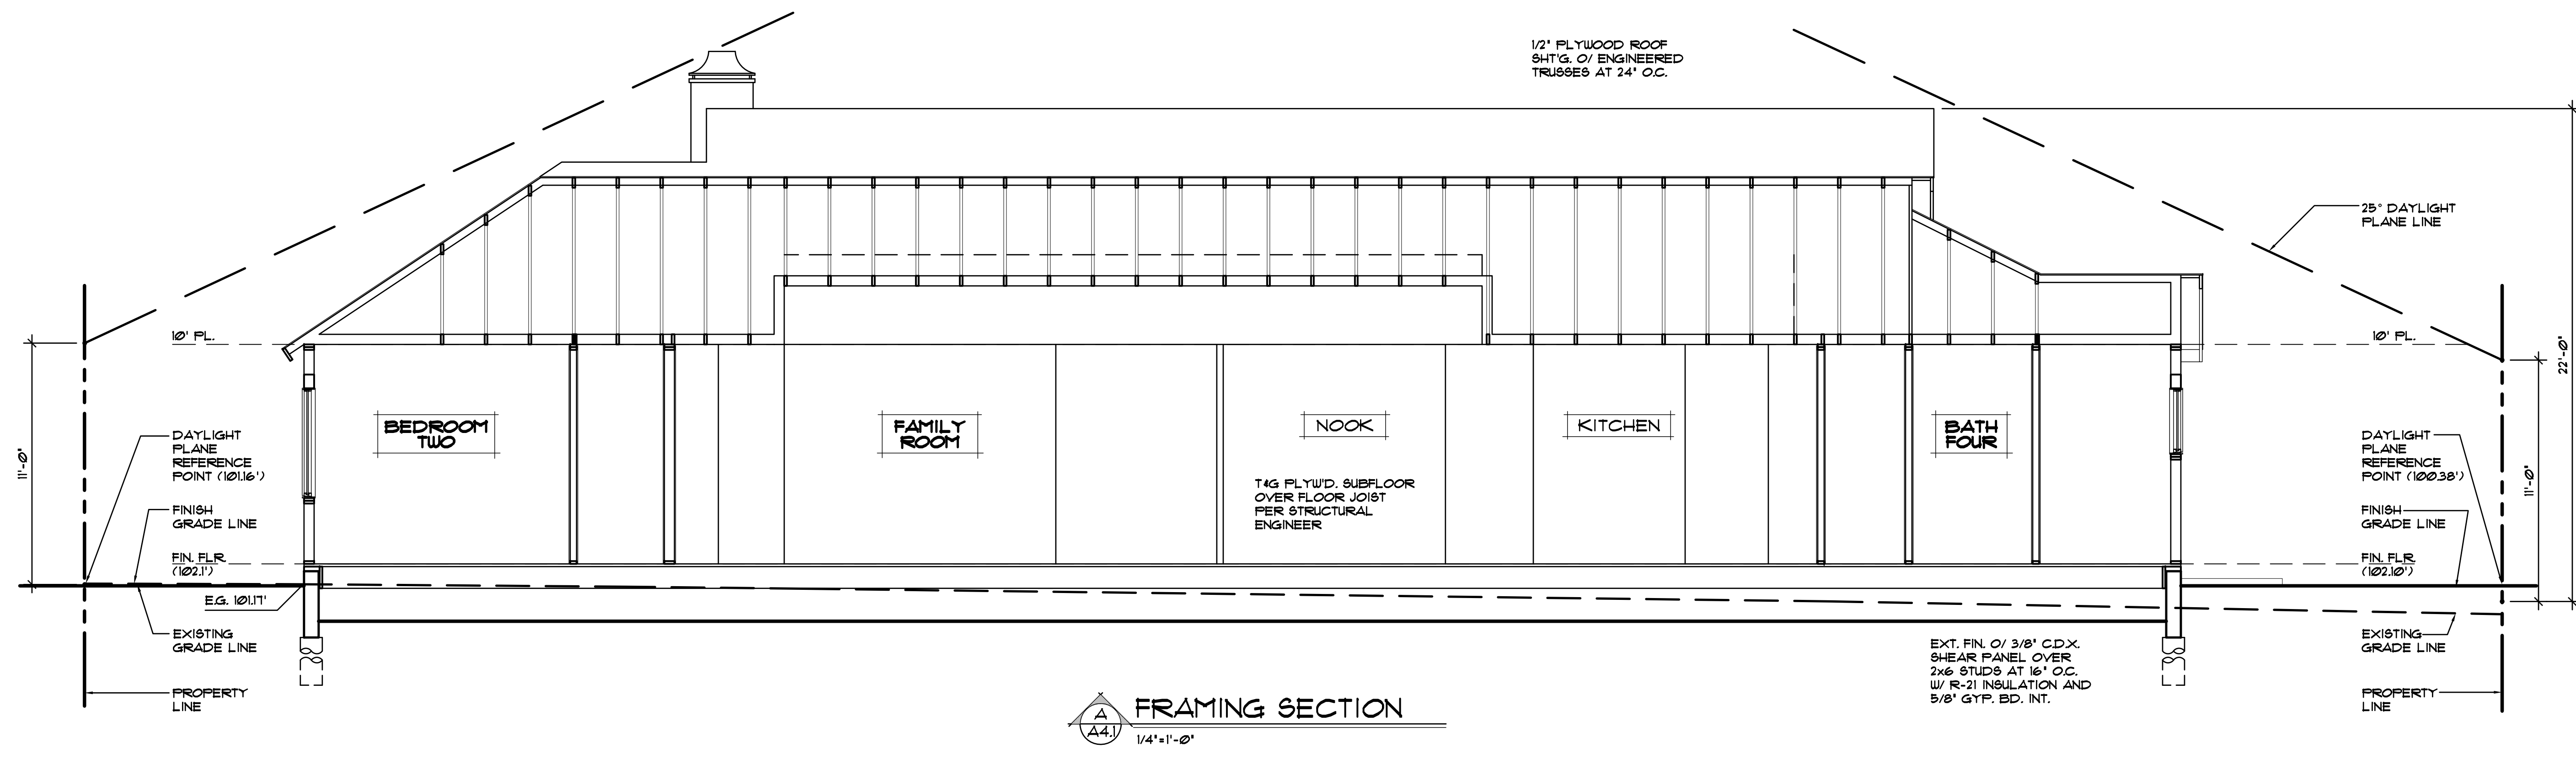 1/2" PLYWOOD ROOF
SHT'G. O/ ENGINEERED
TRUSSES AT 24" O.C.
25° DAYLIGHT
PLANE LINE
10' PL.
10' PL.
22'-0"
11'-0"
DAYLIGHT
PLANE
REFERENCE
POINT (101.16')
FINISH
GRADE LINE
FIN. FLR.
(102.1')
E.G. 101.17'
EXISTING
GRADE LINE
PROPERTY
LINE
BEDROOM
TWO
FAMILY
ROOM
NOOK
KITCHEN
BATH
FOUR
T&G PLYW'D. SUBFLOOR
OVER FLOOR JOIST
PER STRUCTURAL
ENGINEER
DAYLIGHT
PLANE
REFERENCE
POINT (100.38')
11'-0"
FINISH
GRADE LINE
FIN. FLR.
(102.10')
EXISTING
GRADE LINE
PROPERTY
LINE
EXT. FIN. O/ 3/8" C.D.X.
SHEAR PANEL OVER
2x6 STUDS AT 16" O.C.
W/ R-21 INSULATION AND
5/8" GYP. BD. INT.
A
A4.1
FRAMING SECTION
1/4"=1'-0"